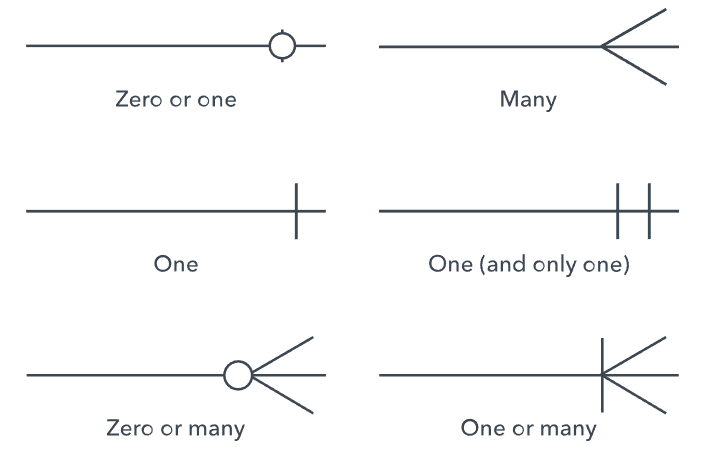 Zero or one
Many
One
One (and only one)
Zero or many
One or many